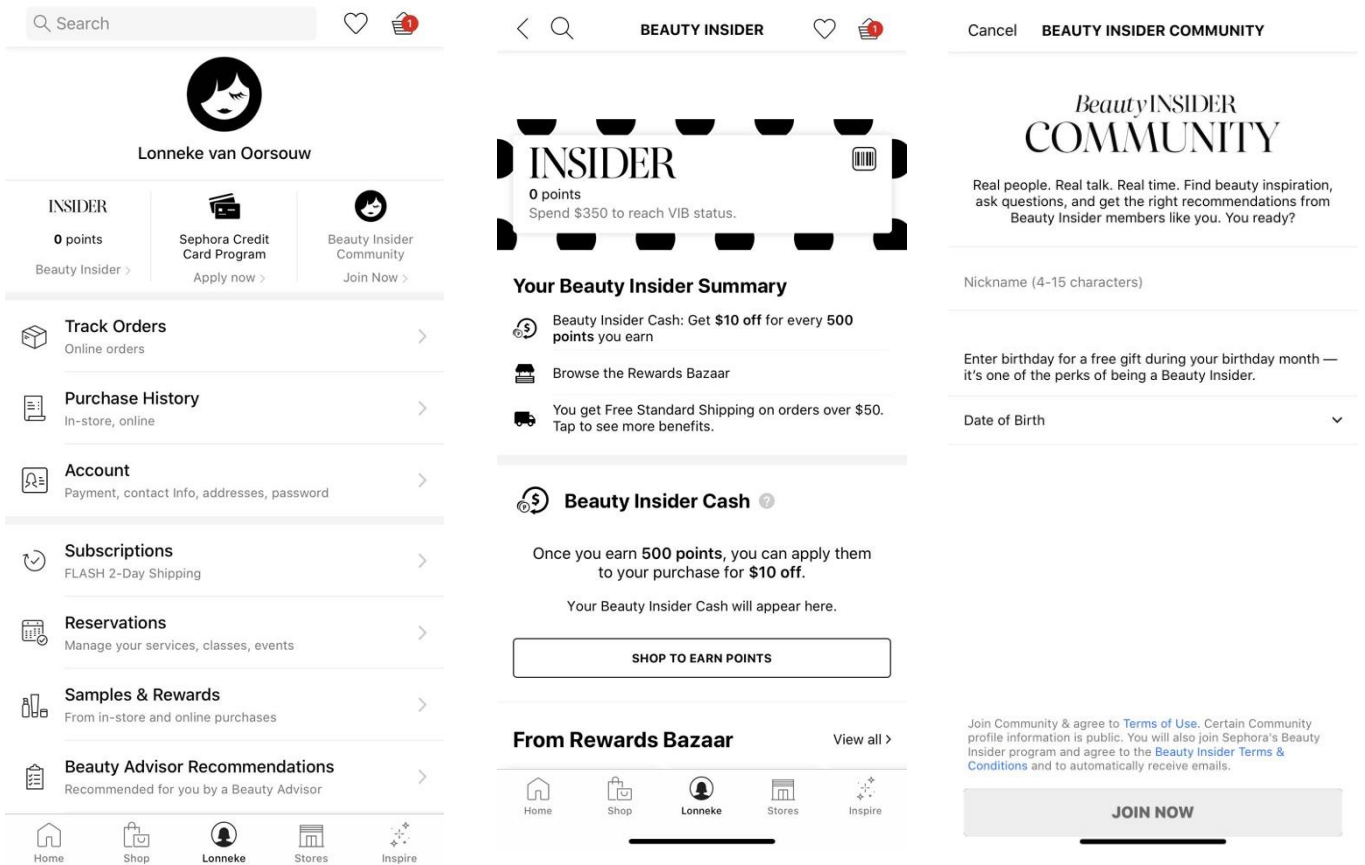 Search
1
Lonneke van Oorsouw
INSIDER
0 points
Beauty Insider >
Sephora Credit
Card Program
Apply now >
Beauty Insider
Community
Join Now >
Track Orders
Online orders
Purchase History
In-store, online
Account
Payment, contact Info, addresses, password
Subscriptions
FLASH 2-Day Shipping
Reservations
Manage your services, classes, events
Samples & Rewards
From in-store and online purchases
Beauty Advisor Recommendations
Recommended for you by a Beauty Advisor
Home
Shop
Lonneke
Stores
Inspire
BEAUTY INSIDER
1
INSIDER
0 points
Spend $350 to reach VIB status.
Your Beauty Insider Summary
Beauty Insider Cash: Get $10 off for every 500
points you earn
Browse the Rewards Bazaar
You get Free Standard Shipping on orders over $50.
Tap to see more benefits.
Beauty Insider Cash ?
Once you earn 500 points, you can apply them
to your purchase for $10 off.
Your Beauty Insider Cash will appear here.
SHOP TO EARN POINTS
From Rewards Bazaar
View all >
Home
Shop
Lonneke
Stores
Inspire
Cancel
BEAUTY INSIDER COMMUNITY
Beauty INSIDER
COMMUNITY
Real people. Real talk. Real time. Find beauty inspiration,
ask questions, and get the right recommendations from
Beauty Insider members like you. You ready?
Nickname (4-15 characters)
Enter birthday for a free gift during your birthday month —
it's one of the perks of being a Beauty Insider.
Date of Birth
Join Community & agree to Terms of Use. Certain Community
profile information is public. You will also join Sephora's Beauty
Insider program and agree to the Beauty Insider Terms &
Conditions and to automatically receive emails.
JOIN NOW